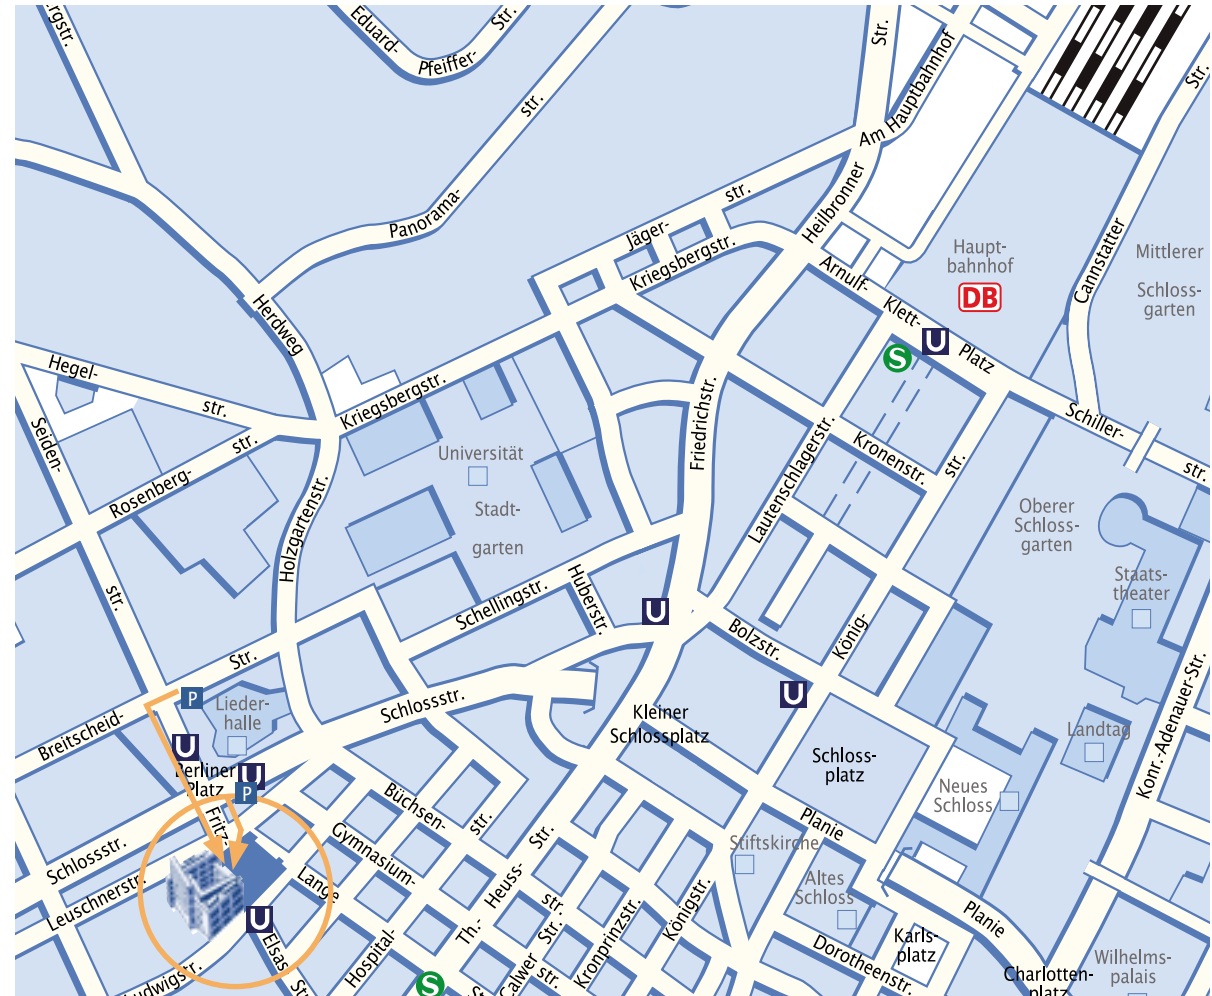 ergstr.
Eduard-
Pfeiffer-
Str.
str.
Panorama-
Str.
Am Hauptbahnhof
Heilbronner
Str.
Jäger-
str.
Kriegsbergstr.
Haupt-
bahnhof
DB
Arnulf-
Klett-
Platz
U
S
Cannstatter
Mittlerer
Schloss-
garten
Herdweg
Hegel-
str.
Kriegsbergstr.
Seiden-
str.
Rosenberg-
str.
Holzgartenstr.
Universität
Stadt-
garten
Friedrichstr.
Lautenschlagerstr.
Kronenstr.
Schiller-
str.
König-
str.
Oberer
Schloss-
garten
Staats-
theater
Schellingstr.
Huberstr.
U
Bolzstr.
U
Breitscheid-
Str.
P
Lieder-
halle
U
Berliner
Platz
U
P
Schlossstr.
Kleiner
Schlossplatz
Schloss-
platz
Landtag
Konr.-Adenauer-Str.
Neues
Schloss
Planie
Stiftskirche
Altes
Schloss
Schlossstr.
Leuschnerstr.
Fritz-
Büchsen-
str.
Gymnasium-
Lange
U
Elsas
Str.
Ludwigstr.
Hospital-
S
Th.-
Heuss-
Str.
Calwer
Str.
str.
str.
Kronprinzstr.
Königstr.
Dorotheenstr.
Karls-
platz
Planie
Charlotten-
platz
Wilhelms-
palais